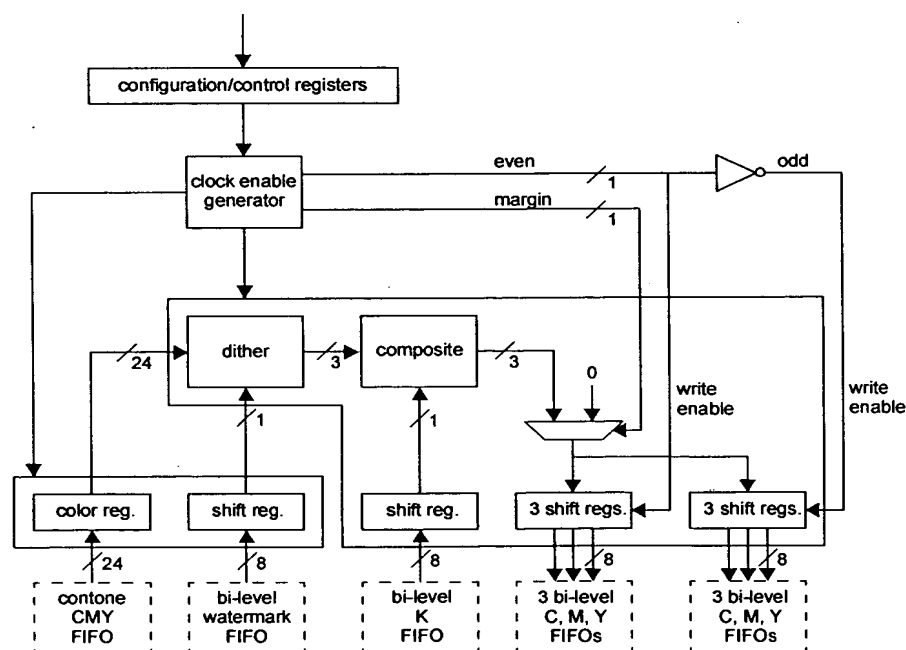 configuration/control registers
clock enable
generator
even
1
odd
margin
1
dither
composite
24
3
3
0
1
1
write
enable
write
enable
color reg.
shift reg.
shift reg.
3 shift regs.
3 shift regs.
24
8
8
8
8
contone
CMY
FIFO
bi-level
watermark
FIFO
bi-level
K
FIFO
3 bi-level
C, M, Y
FIFOs
3 bi-level
C, M, Y
FIFOs